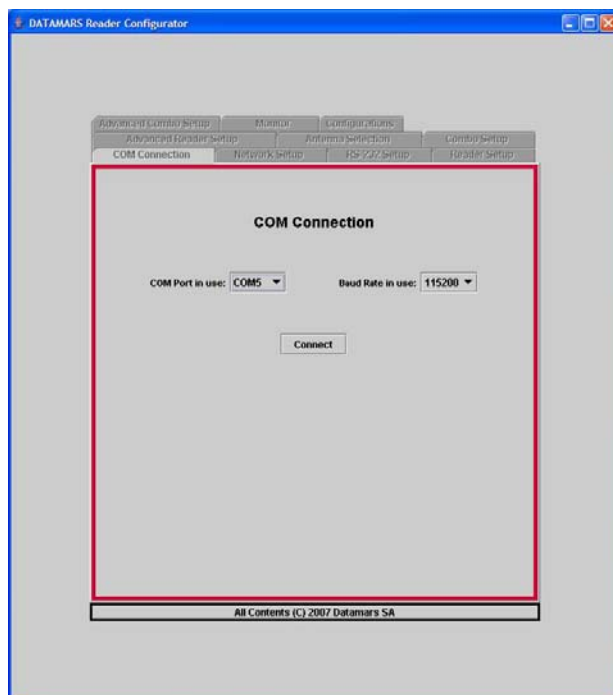 DATAMARS Reader Configurator
Advanced Combo Setup Monitor Configurations
Advanced Reader Setup Antenna Selection Combo Setup
COM Connection Network Setup RS-232 Setup Reader Setup
COM Connection
COM Port in use: COM5 Baud Rate in use: 115200
Connect
All Contents (C) 2007 Datamars SA